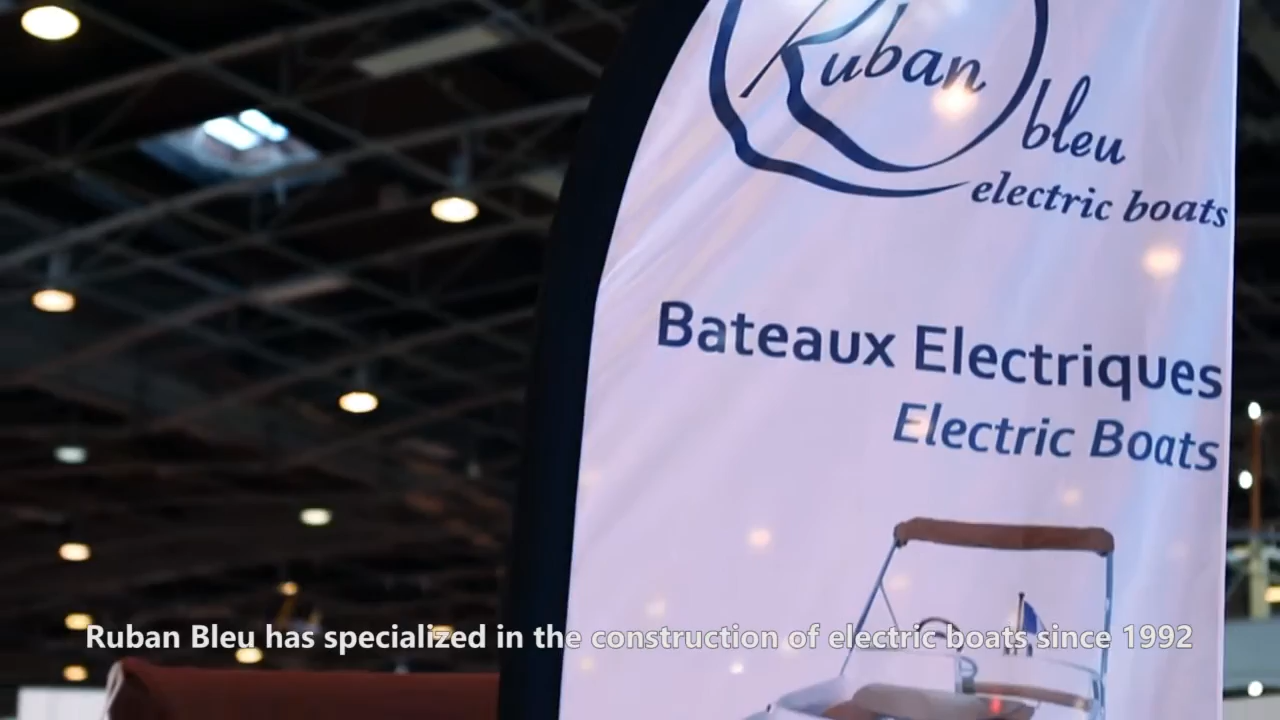 Ruban
bleu
electric boats
Bateaux Electriques
Electric Boats
Ruban Bleu has specialized in the construction of electric boats since 1992